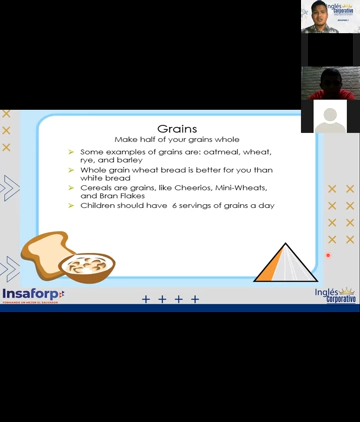 Inglés
Corporativo
Grains
Make half of your grains whole
Some examples of grains are: oatmeal, wheat,
rye, and barley
Whole grain wheat bread is better for you than
white bread
Cereals are grains, like Cheerios, Mini-Wheats,
and Bran Flakes
Children should have 6 servings of grains a day
Insaforp
Inglés
Corporativo